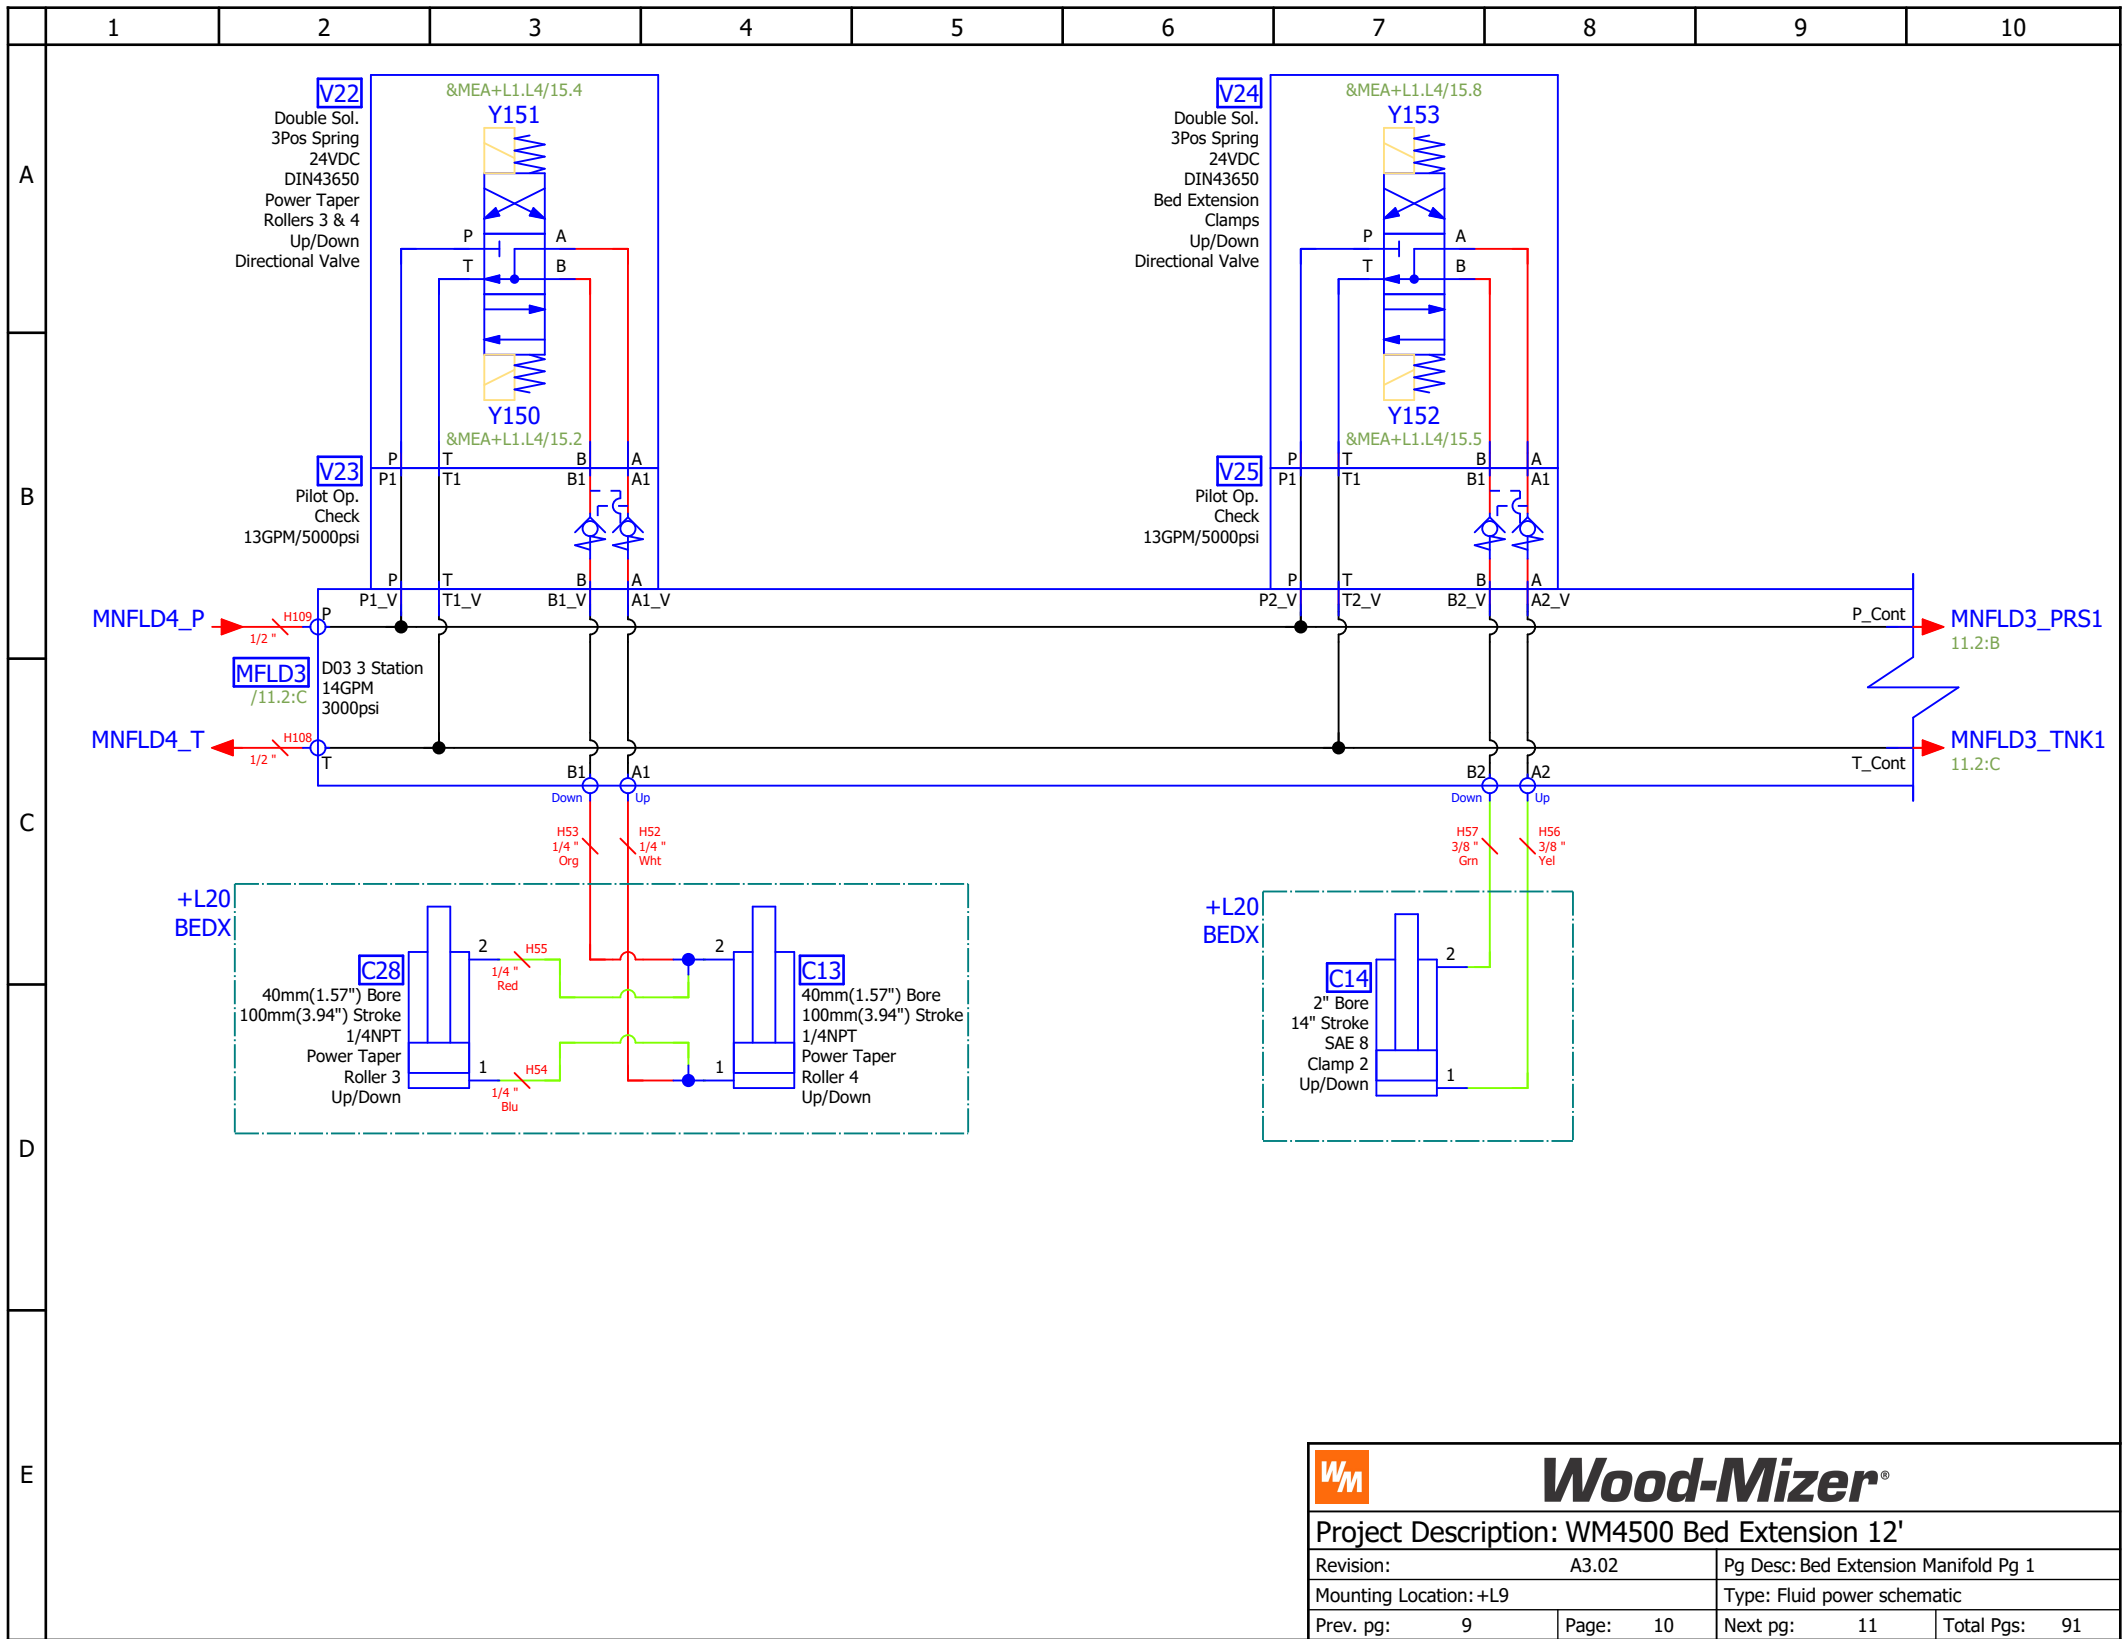 1 2 3 4 5 6 7 8 9 10
A
B
C
D
E
V22
Double Sol.
3Pos Spring
24VDC
DIN43650
Power Taper
Rollers 3 & 4
Up/Down
Directional Valve
&MEA+L1.L4/15.4
Y151
P A
T B
Y150
&MEA+L1.L4/15.2
P T B A
V23
Pilot Op.
Check
13GPM/5000psi
P1 T1 B1 A1
P T B A
P1_V T1_V B1_V A1_V
V24
Double Sol.
3Pos Spring
24VDC
DIN43650
Bed Extension
Clamps
Up/Down
Directional Valve
&MEA+L1.L4/15.8
Y153
P A
T B
Y152
&MEA+L1.L4/15.5
P T B A
V25
Pilot Op.
Check
13GPM/5000psi
P1 T1 B1 A1
P T B A
P2_V T2_V B2_V A2_V
MNFLD4_P
H109
1/2 "
P
P_Cont
MNFLD3_PRS1
11.2:B
MFLD3
/11.2:C
D03 3 Station
14GPM
3000psi
MNFLD4_T
H108
1/2 "
T
T_Cont
MNFLD3_TNK1
11.2:C
B1 A1
Down Up
B2 A2
Down Up
H53
1/4 "
Org
H52
1/4 "
Wht
H57
3/8 "
Grn
H56
3/8 "
Yel
+L20
BEDX
C28
40mm(1.57") Bore
100mm(3.94") Stroke
1/4NPT
Power Taper
Roller 3
Up/Down
2
H55
1/4 "
Red
1
H54
1/4 "
Blu
2
1
C13
40mm(1.57") Bore
100mm(3.94") Stroke
1/4NPT
Power Taper
Roller 4
Up/Down
+L20
BEDX
C14
2" Bore
14" Stroke
SAE 8
Clamp 2
Up/Down
2
1
WM
Wood-Mizer®
Project Description: WM4500 Bed Extension 12'
Revision: A3.02 Pg Desc: Bed Extension Manifold Pg 1
Mounting Location: +L9 Type: Fluid power schematic
Prev. pg: 9 Page: 10 Next pg: 11 Total Pgs: 91